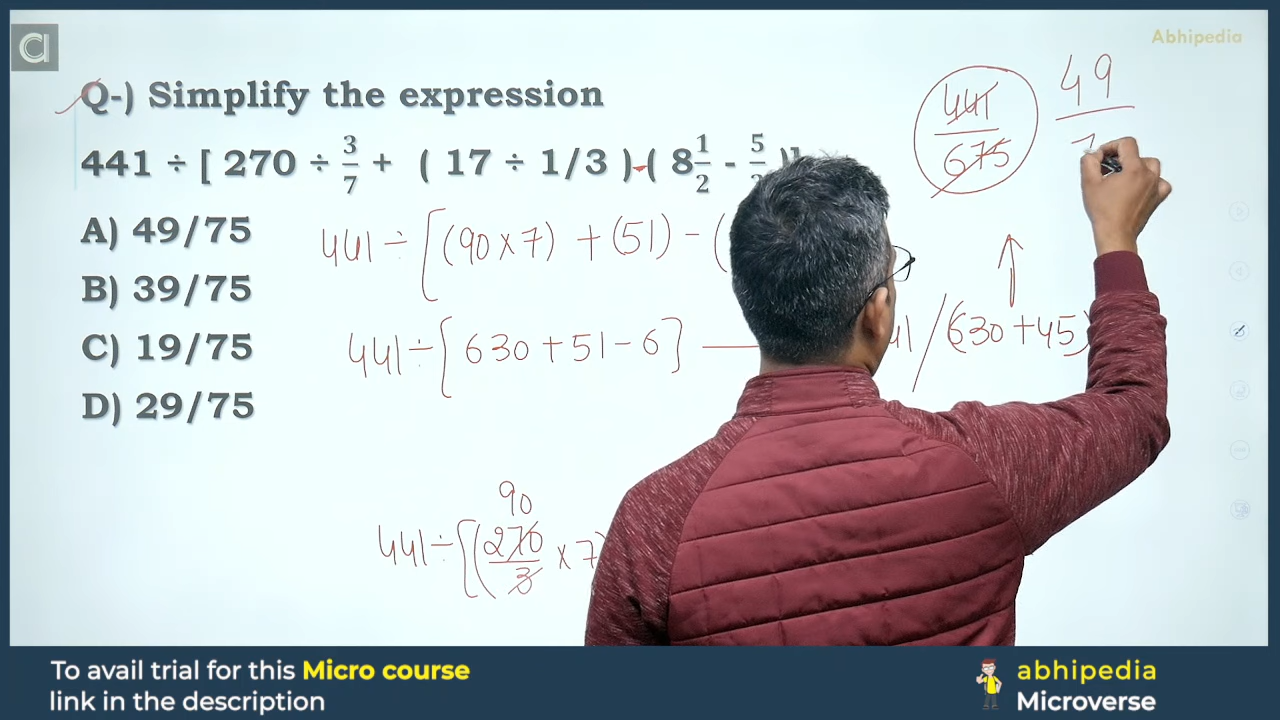 Abhipedia
Q-) Simplify the expression
441 ÷ [ 270 ÷ 3/7 + ( 17 ÷ 1/3 ) - ( 8 1/2 - 5/
A) 49/75
B) 39/75
C) 19/75
D) 29/75
441 ÷ [(90 x 7) + (51) - (
441 ÷ [630 + 51 - 6]
/(630 + 45)
441/675
49
90
441 ÷ {(270/3 x 7)
To avail trial for this Micro course
link in the description
abhipedia
Microverse